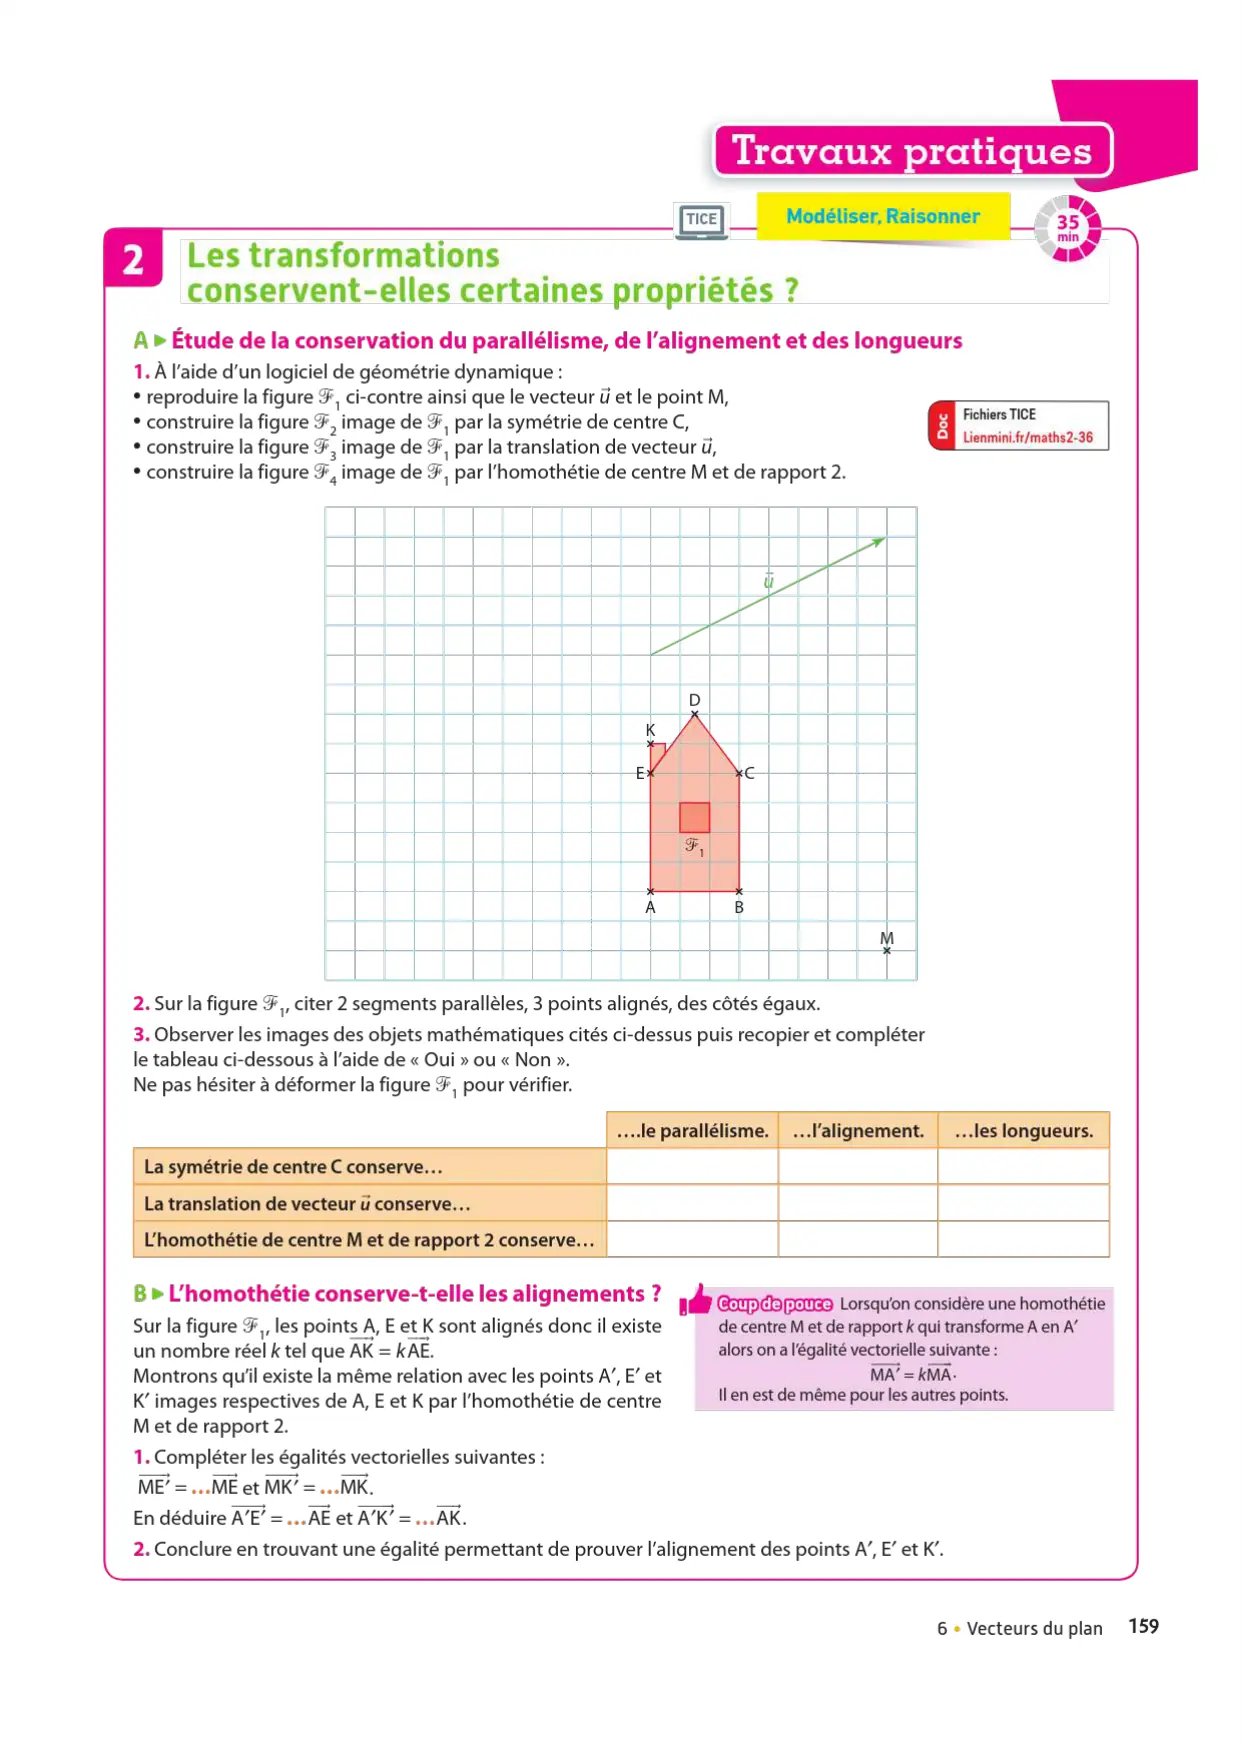 Travaux pratiques
TICE
Modéliser, Raisonner
35
min
2
Les transformations
conservent-elles certaines propriétés ?
A ▶ Étude de la conservation du parallélisme, de l'alignement et des longueurs
1. À l'aide d'un logiciel de géométrie dynamique :
• reproduire la figure ℱ₁ ci-contre ainsi que le vecteur u⃗ et le point M,
• construire la figure ℱ₂ image de ℱ₁ par la symétrie de centre C,
• construire la figure ℱ₃ image de ℱ₁ par la translation de vecteur u⃗,
• construire la figure ℱ₄ image de ℱ₁ par l'homothétie de centre M et de rapport 2.
Doc
Fichiers TICE
Lienmini.fr/maths2-36
u⃗
D
K
E
C
ℱ₁
A
B
M
2. Sur la figure ℱ₁, citer 2 segments parallèles, 3 points alignés, des côtés égaux.
3. Observer les images des objets mathématiques cités ci-dessus puis recopier et compléter
le tableau ci-dessous à l'aide de « Oui » ou « Non ».
Ne pas hésiter à déformer la figure ℱ₁ pour vérifier.
….le parallélisme. …l'alignement. …les longueurs.
La symétrie de centre C conserve…
La translation de vecteur u⃗ conserve…
L'homothétie de centre M et de rapport 2 conserve…
B ▶ L'homothétie conserve-t-elle les alignements ?
Sur la figure ℱ₁, les points A, E et K sont alignés donc il existe
un nombre réel k tel que AK⃗ = kAE⃗.
Montrons qu'il existe la même relation avec les points A′, E′ et
K′ images respectives de A, E et K par l'homothétie de centre
M et de rapport 2.
Coup de pouce Lorsqu'on considère une homothétie
de centre M et de rapport k qui transforme A en A′
alors on a l'égalité vectorielle suivante :
MA′⃗ = kMA⃗.
Il en est de même pour les autres points.
1. Compléter les égalités vectorielles suivantes :
ME′⃗ = …ME⃗ et MK′⃗ = …MK⃗.
En déduire A′E′⃗ = …AE⃗ et A′K′⃗ = …AK⃗.
2. Conclure en trouvant une égalité permettant de prouver l'alignement des points A′, E′ et K′.
6 • Vecteurs du plan 159